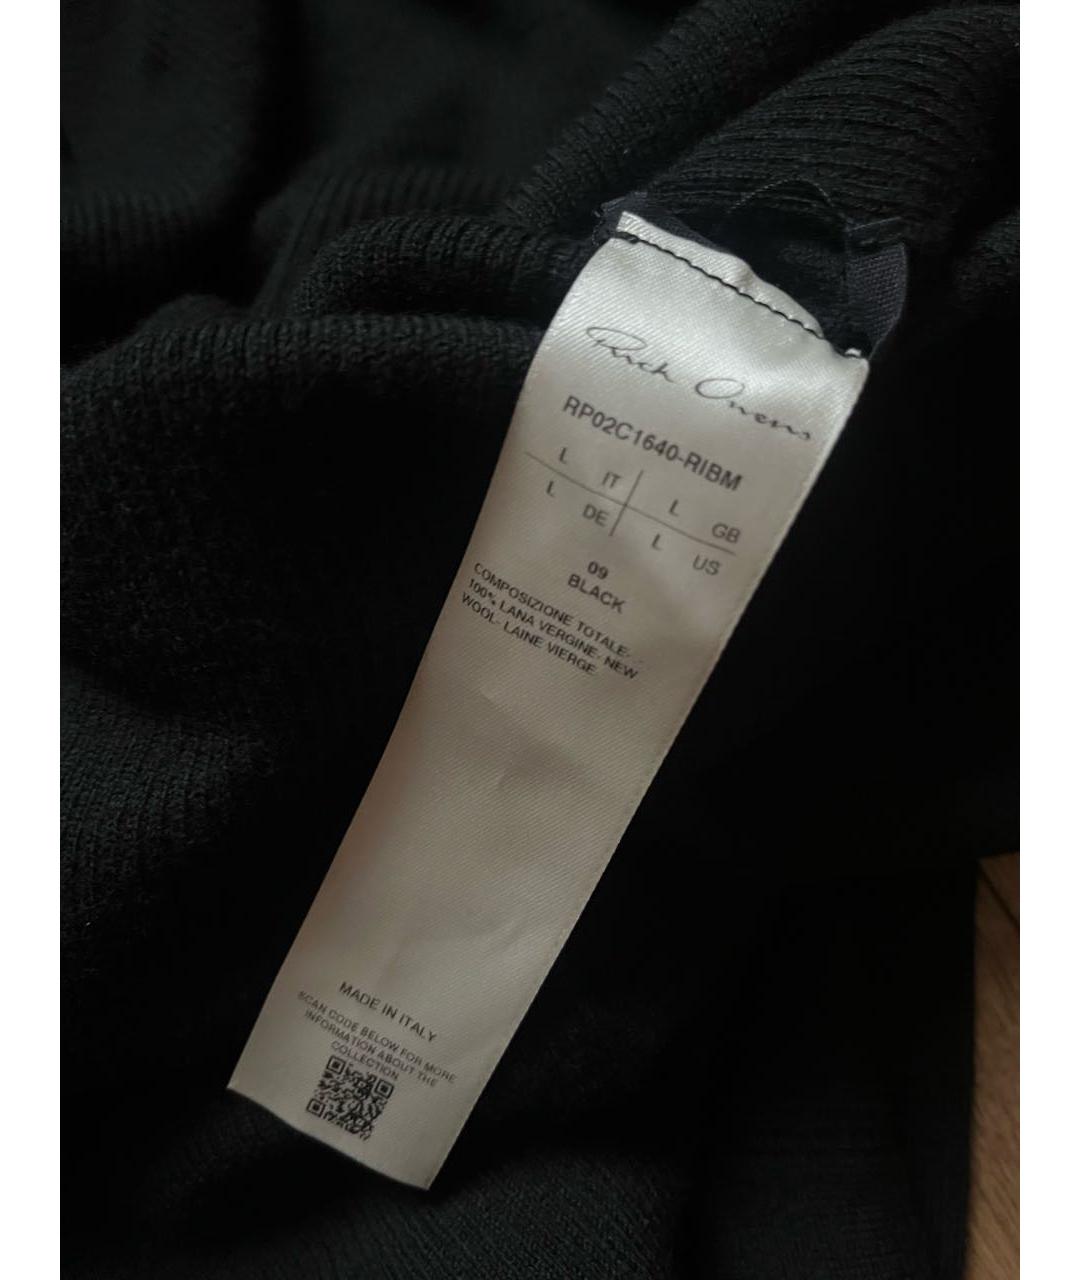 Rick Owens
RP02C1640-RIBM
L IT L GB
L DE L US
09
BLACK
COMPOSIZIONE TOTALE-
100% LANA VERGINE- NEW
WOOL- LAINE VIERGE
MADE IN ITALY
SCAN CODE BELOW FOR MORE
INFORMATION ABOUT THE
COLLECTION